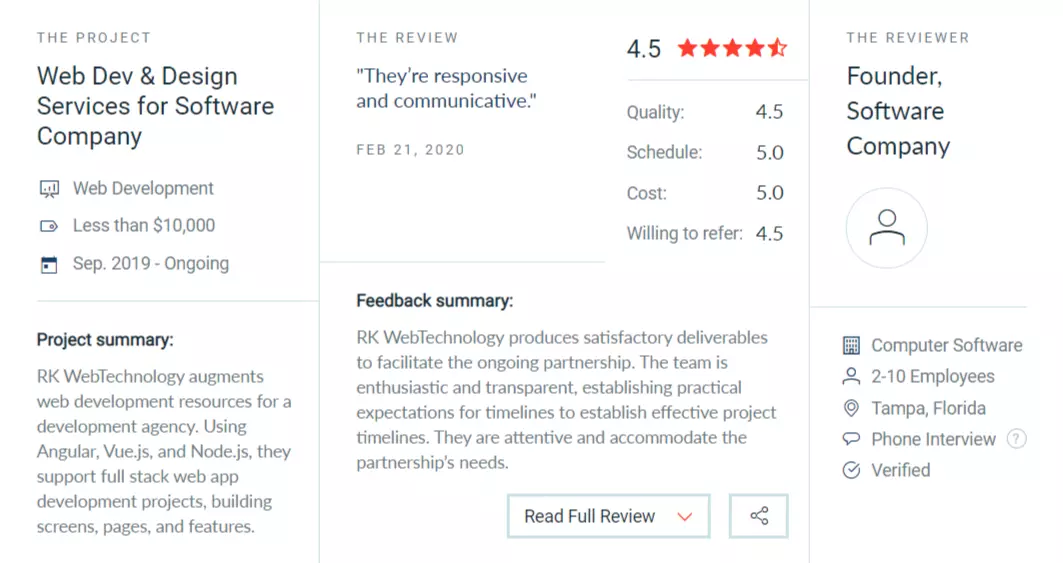 THE PROJECT
Web Dev & Design
Services for Software
Company
Web Development
Less than $10,000
Sep. 2019 - Ongoing
Project summary:
RK WebTechnology augments
web development resources for a
development agency. Using
Angular, Vue.js, and Node.js, they
support full stack web app
development projects, building
screens, pages, and features.
THE REVIEW
"They’re responsive
and communicative."
FEB 21, 2020
4.5
Quality: 4.5
Schedule: 5.0
Cost: 5.0
Willing to refer: 4.5
Feedback summary:
RK WebTechnology produces satisfactory deliverables
to facilitate the ongoing partnership. The team is
enthusiastic and transparent, establishing practical
expectations for timelines to establish effective project
timelines. They are attentive and accommodate the
partnership's needs.
Read Full Review
THE REVIEWER
Founder,
Software
Company
Computer Software
2-10 Employees
Tampa, Florida
Phone Interview ?
Verified